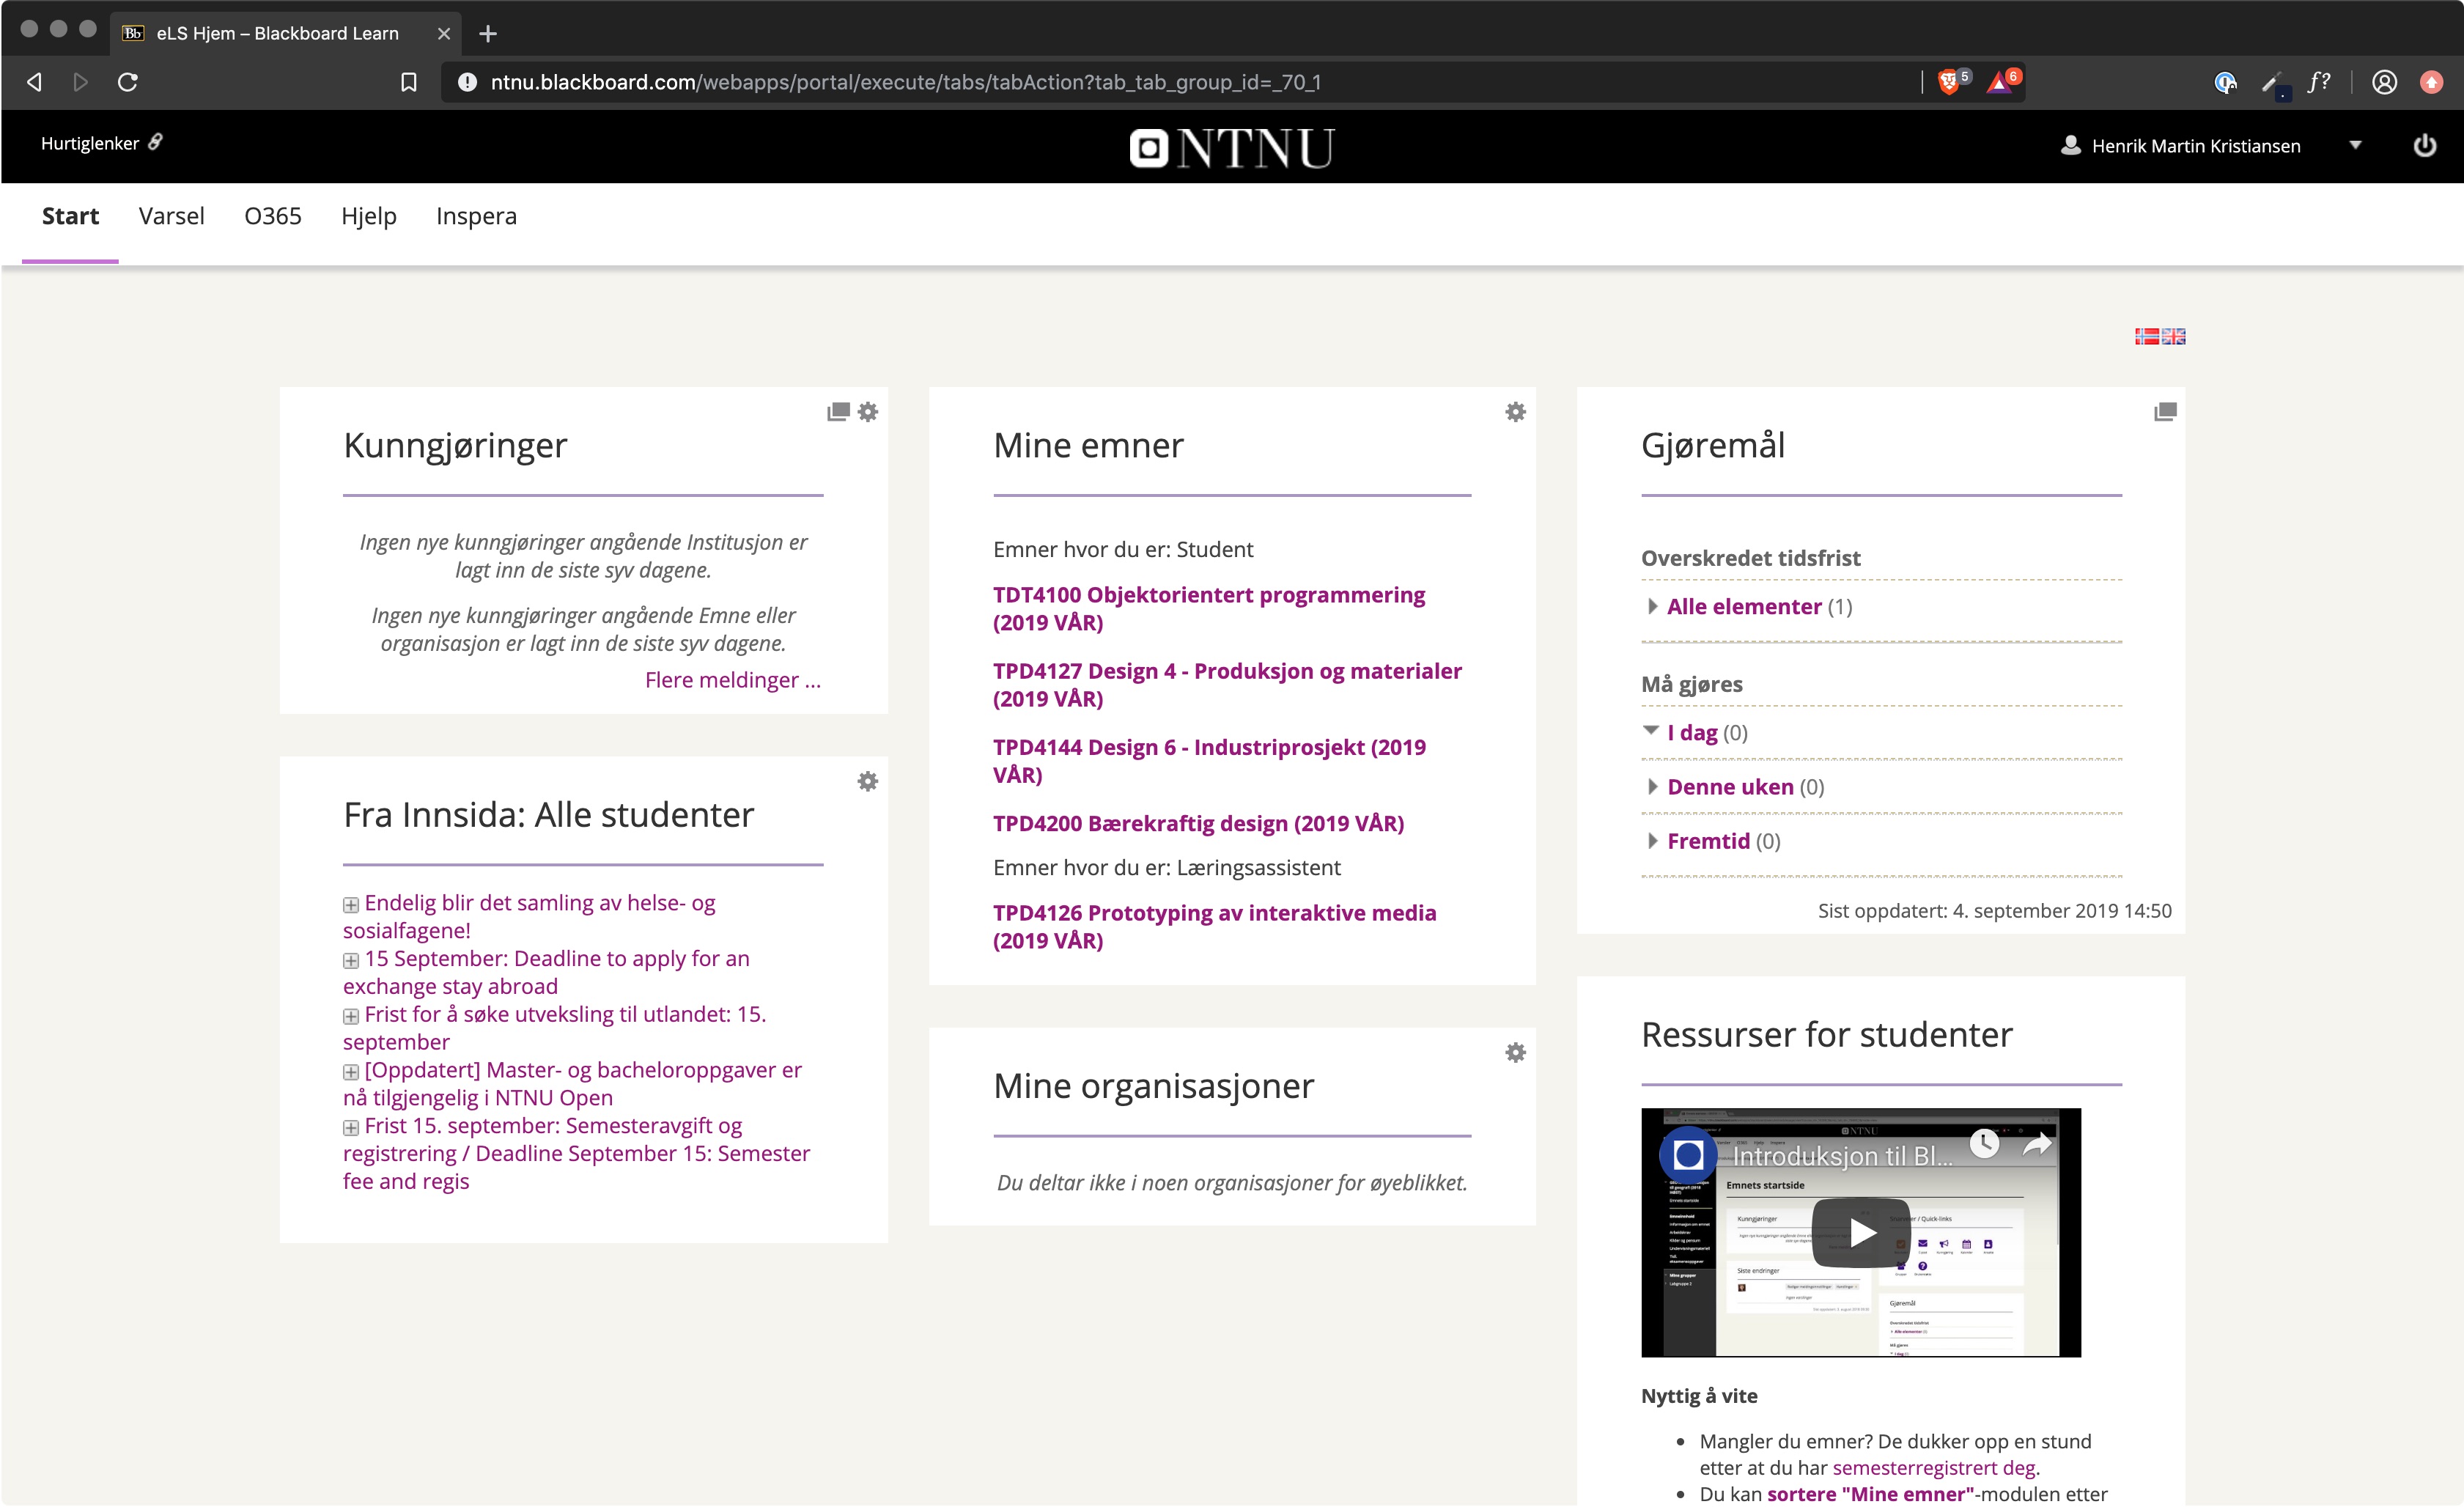 eLS Hjem – Blackboard Learn
ntnu.blackboard.com/webapps/portal/execute/tabs/tabAction?tab_tab_group_id=_70_1
5
6
f?
Hurtiglenker
NTNU
Henrik Martin Kristiansen
Start
Varsel
O365
Hjelp
Inspera
Kunngjøringer
Ingen nye kunngjøringer angående Institusjon er
lagt inn de siste syv dagene.
Ingen nye kunngjøringer angående Emne eller
organisasjon er lagt inn de siste syv dagene.
Flere meldinger ...
Fra Innsida: Alle studenter
Endelig blir det samling av helse- og
sosialfagene!
15 September: Deadline to apply for an
exchange stay abroad
Frist for å søke utveksling til utlandet: 15.
september
[Oppdatert] Master- og bacheloroppgaver er
nå tilgjengelig i NTNU Open
Frist 15. september: Semesteravgift og
registrering / Deadline September 15: Semester
fee and regis
Mine emner
Emner hvor du er: Student
TDT4100 Objektorientert programmering
(2019 VÅR)
TPD4127 Design 4 - Produksjon og materialer
(2019 VÅR)
TPD4144 Design 6 - Industriprosjekt (2019
VÅR)
TPD4200 Bærekraftig design (2019 VÅR)
Emner hvor du er: Læringsassistent
TPD4126 Prototyping av interaktive media
(2019 VÅR)
Mine organisasjoner
Du deltar ikke i noen organisasjoner for øyeblikket.
Gjøremål
Overskredet tidsfrist
Alle elementer (1)
Må gjøres
I dag (0)
Denne uken (0)
Fremtid (0)
Sist oppdatert: 4. september 2019 14:50
Ressurser for studenter
Introduksjon til Bl...
Emnets startside
Kunngjøringer
/ Quick-links
Siste endringer
Gjøremål
Nyttig å vite
Mangler du emner? De dukker opp en stund
etter at du har semesterregistrert deg.
Du kan sortere "Mine emner"-modulen etter